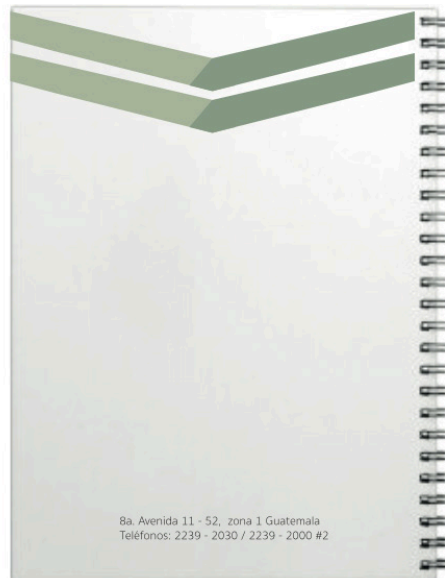 8a. Avenida 11 - 52, zona 1 Guatemala
Teléfonos: 2239 - 2030 / 2239 - 2000 #2